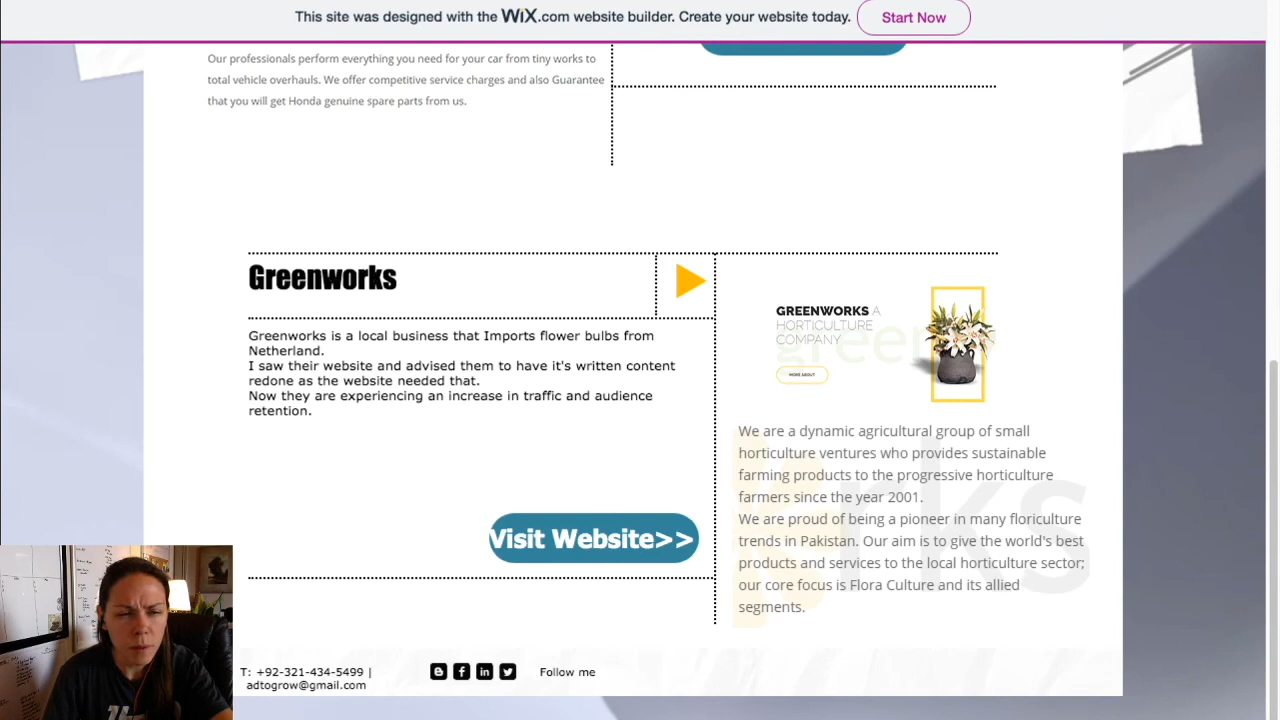 This site was designed with the WiX.com website builder. Create your website today.
Start Now
Our professionals perform everything you need for your car from tiny works to
total vehicle overhauls. We offer competitive service charges and also Guarantee
that you will get Honda genuine spare parts from us.
Greenworks
Greenworks is a local business that Imports flower bulbs from
Netherland.
I saw their website and advised them to have it's written content
redone as the website needed that.
Now they are experiencing an increase in traffic and audience
retention.
Visit Website>>
GREENWORKS A
HORTICULTURE
COMPANY
MORE ABOUT
We are a dynamic agricultural group of small
horticulture ventures who provides sustainable
farming products to the progressive horticulture
farmers since the year 2001.
We are proud of being a pioneer in many floriculture
trends in Pakistan. Our aim is to give the world's best
products and services to the local horticulture sector;
our core focus is Flora Culture and its allied
segments.
T: +92-321-434-5499 |
adtogrow@gmail.com
Follow me